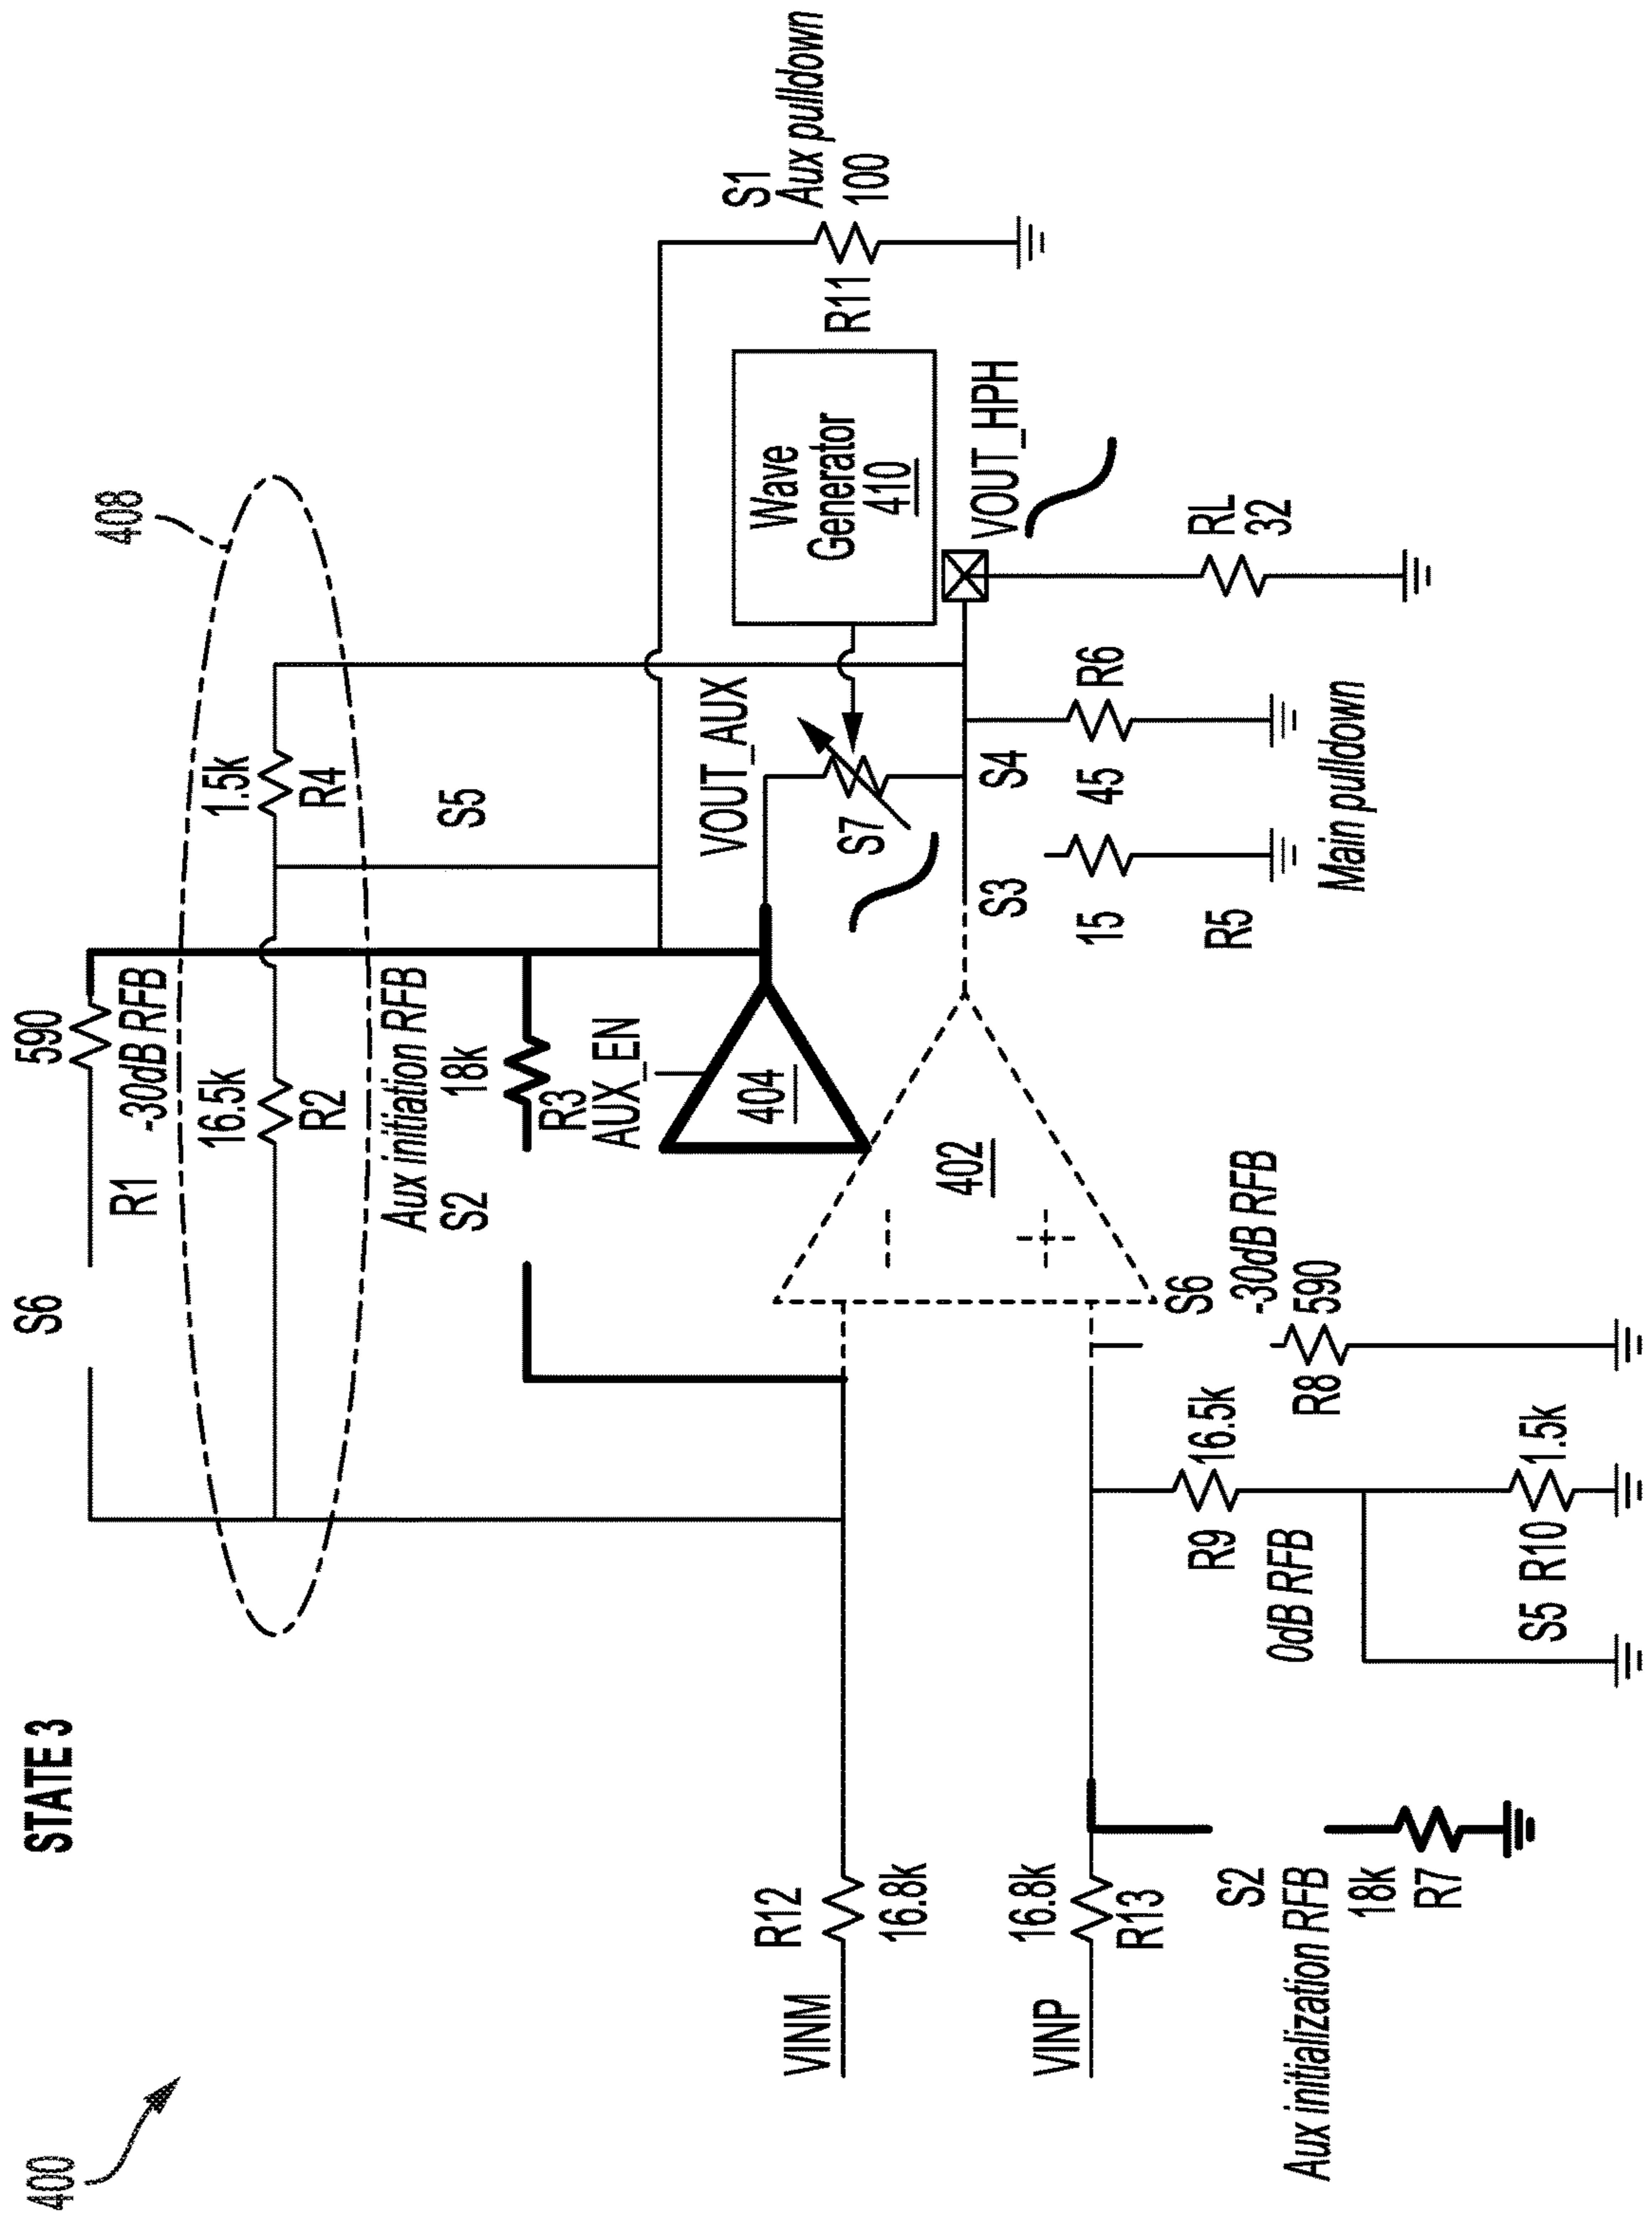 400
STATE 3
408
S6
590
R1
-30dB RFB
16.5k
R2
1.5k
R4
Aux initiation RFB
S2
18k
R3
S5
AUX_EN
404
VOUT_AUX
S1
Aux pulldown
100
R11
Wave
Generator
410
S7
VOUT_HPH
402
R12
16.8k
VINM
16.8k
R13
VINP
S3
S4
15
R5
45
R6
Main pulldown
RL
32
S6
-30dB RFB
590
R8
16.5k
R9
0dB RFB
1.5k
R10
S5
S2
Aux initialization RFB
18k
R7